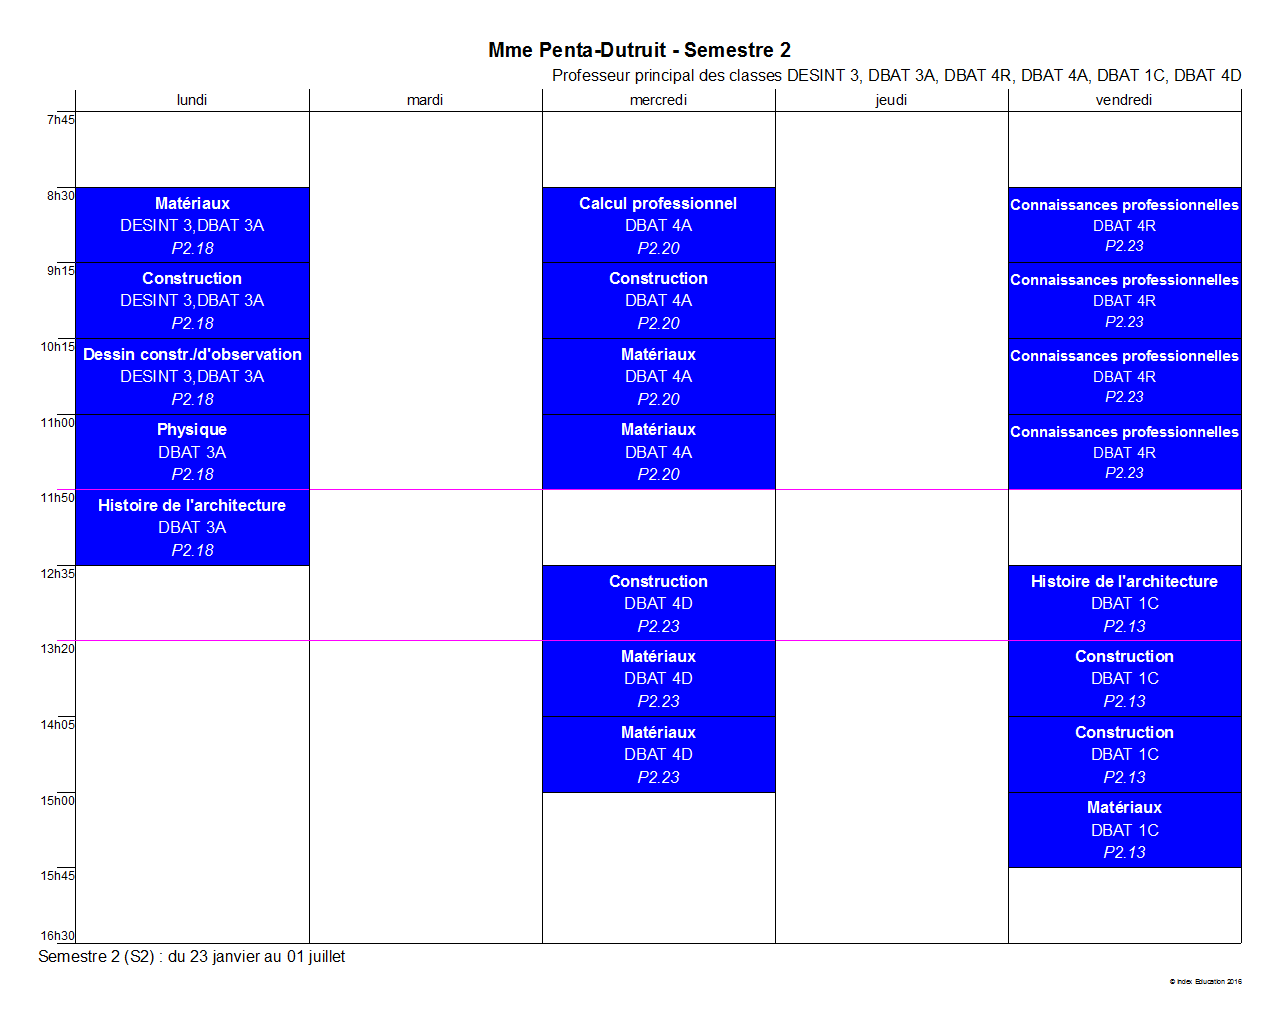 Mme Penta-Dutruit - Semestre 2
Professeur principal des classes DESINT 3, DBAT 3A, DBAT 4R, DBAT 4A, DBAT 1C, DBAT 4D
lundi mardi mercredi jeudi vendredi
7h45
8h30
Matériaux
DESINT 3,DBAT 3A
P2.18
Calcul professionnel
DBAT 4A
P2.20
Connaissances professionnelles
DBAT 4R
P2.23
9h15
Construction
DESINT 3,DBAT 3A
P2.18
Construction
DBAT 4A
P2.20
Connaissances professionnelles
DBAT 4R
P2.23
10h15
Dessin constr./d'observation
DESINT 3,DBAT 3A
P2.18
Matériaux
DBAT 4A
P2.20
Connaissances professionnelles
DBAT 4R
P2.23
11h00
Physique
DBAT 3A
P2.18
Matériaux
DBAT 4A
P2.20
Connaissances professionnelles
DBAT 4R
P2.23
11h50
Histoire de l'architecture
DBAT 3A
P2.18
12h35
Construction
DBAT 4D
P2.23
Histoire de l'architecture
DBAT 1C
P2.13
13h20
Matériaux
DBAT 4D
P2.23
Construction
DBAT 1C
P2.13
14h05
Matériaux
DBAT 4D
P2.23
Construction
DBAT 1C
P2.13
15h00
Matériaux
DBAT 1C
P2.13
15h45
16h30
Semestre 2 (S2) : du 23 janvier au 01 juillet
© Index Education 2016